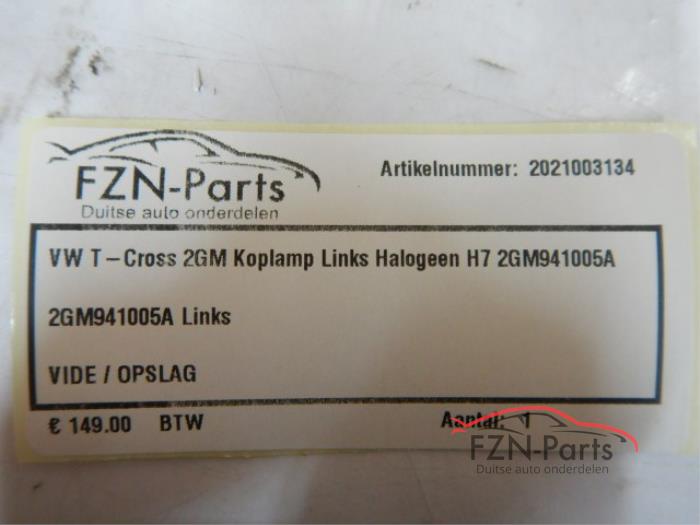 FZN-Parts
Duitse auto onderdelen
Artikelnummer: 2021003134
VW T-Cross 2GM Koplamp Links Halogeen H7 2GM941005A
2GM941005A Links
VIDE / OPSLAG
€ 149.00 BTW
Aantal: 1
FZN-Parts
Duitse auto onderdelen